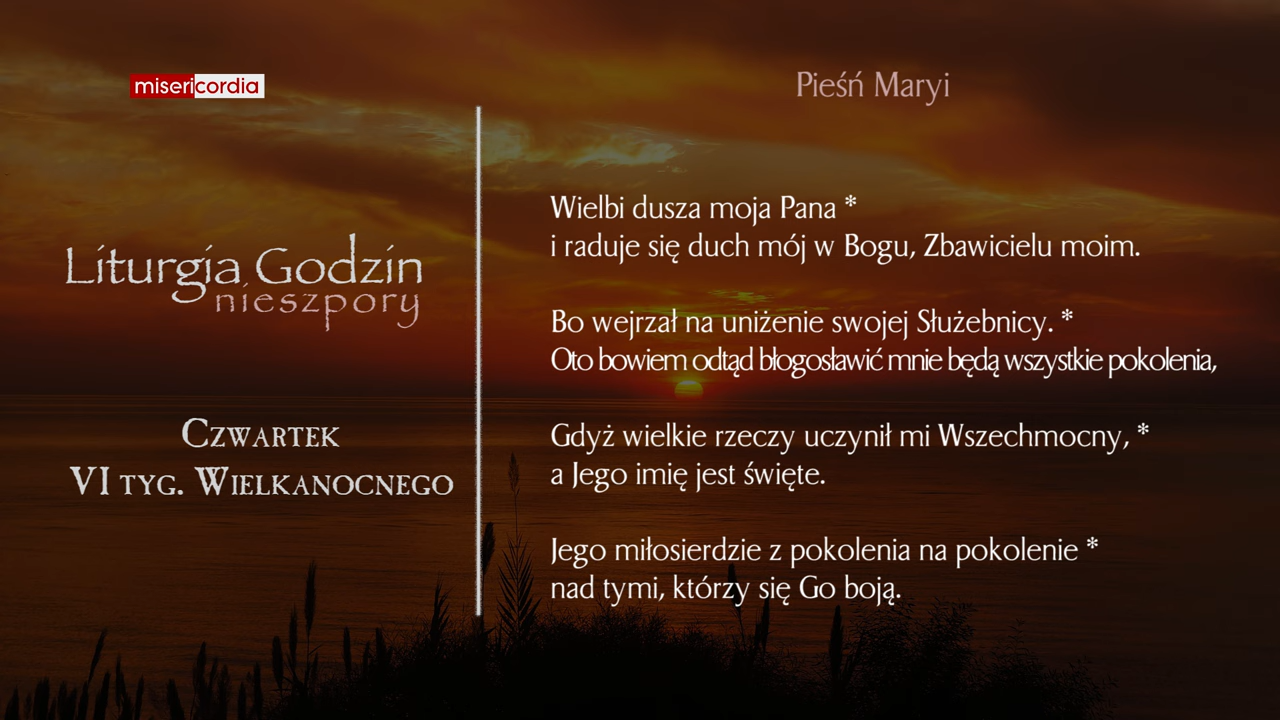 misericordia
Liturgia Godzin
nieszpory
Czwartek
VI tyg. Wielkanocnego
Pieśń Maryi
Wielbi dusza moja Pana *
i raduje się duch mój w Bogu, Zbawicielu moim.
Bo wejrzał na uniżenie swojej Służebnicy. *
Oto bowiem odtąd błogosławić mnie będą wszystkie pokolenia,
Gdyż wielkie rzeczy uczynił mi Wszechmocny, *
a Jego imię jest święte.
Jego miłosierdzie z pokolenia na pokolenie *
nad tymi, którzy się Go boją.